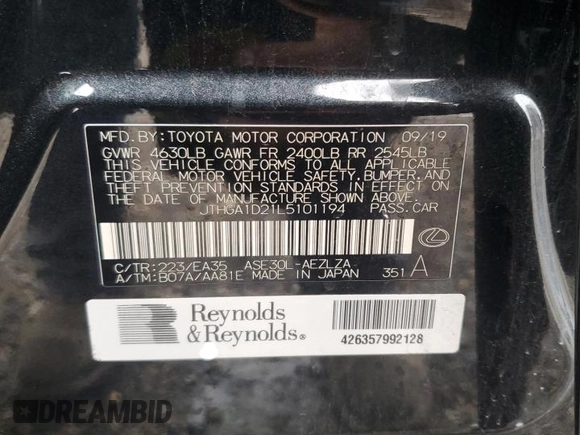 MFD.BY:TOYOTA MOTOR CORPORATION 09/19
GVWR 4630LB GAWR FR 2400LB RR 2545LB
THIS VEHICLE CONFORMS TO ALL APPLICABLE
FEDERAL MOTOR VEHICLE SAFETY,BUMPER,AND
THEFT PREVENTION STANDARDS IN EFFECT ON
THE DATE OF MANUFACTURE SHOWN ABOVE.
JTHGA1D21L5101194 PASS.CAR
C/TR:223/EA35 ASE30L-AEZLZA
A/TM:B07A/AA81E MADE IN JAPAN 351 A
Reynolds
&Reynolds®
426357992128
DREAMBID